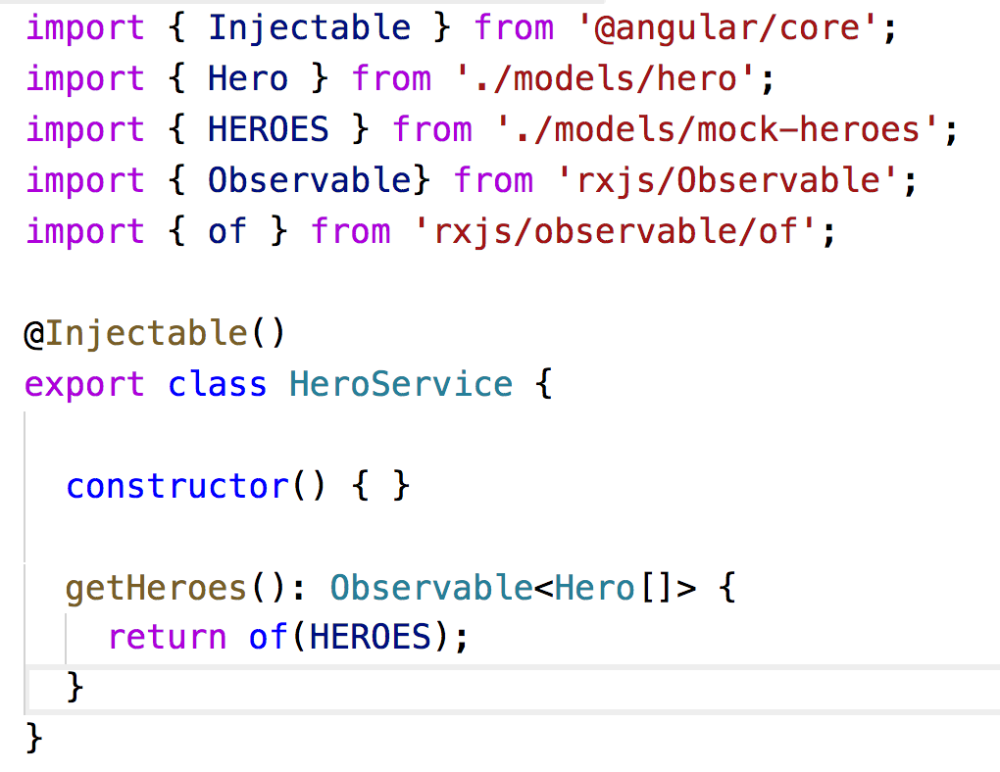 import { Injectable } from '@angular/core';
import { Hero } from './models/hero';
import { HEROES } from './models/mock-heroes';
import { Observable} from 'rxjs/Observable';
import { of } from 'rxjs/observable/of';
@Injectable()
export class HeroService {
constructor() { }
getHeroes(): Observable<Hero[]> {
return of(HEROES);
}
}